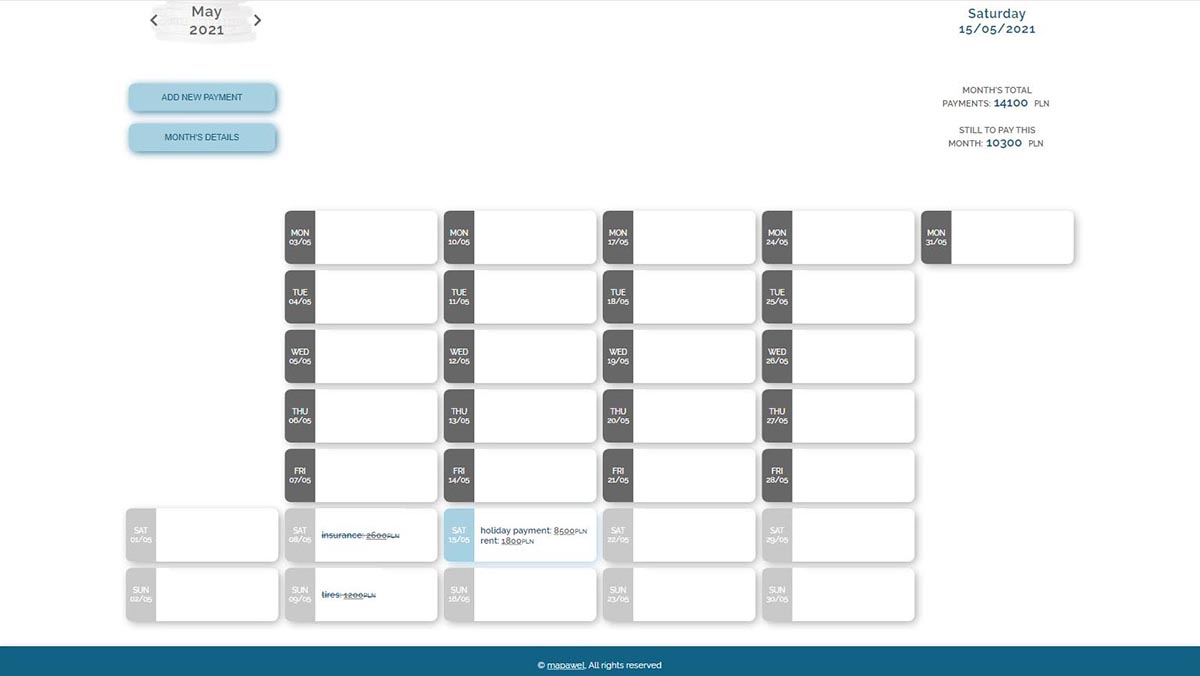 May
2021
Saturday
15/05/2021
ADD NEW PAYMENT
MONTH'S DETAILS
MONTH'S TOTAL
PAYMENTS: 14100 PLN
STILL TO PAY THIS
MONTH: 10300 PLN
MON
03/05
MON
10/05
MON
17/05
MON
24/05
MON
31/05
TUE
04/05
TUE
11/05
TUE
18/05
TUE
25/05
WED
05/05
WED
12/05
WED
19/05
WED
26/05
THU
06/05
THU
13/05
THU
20/05
THU
27/05
FRI
07/05
FRI
14/05
FRI
21/05
FRI
28/05
SAT
01/05
SAT
08/05
insurance: 2600PLN
SAT
15/05
holiday payment: 8500PLN
rent: 1800PLN
SAT
22/05
SAT
29/05
SUN
02/05
SUN
09/05
tires: 1200PLN
SUN
16/05
SUN
23/05
SUN
30/05
© mapawel, All rights reserved